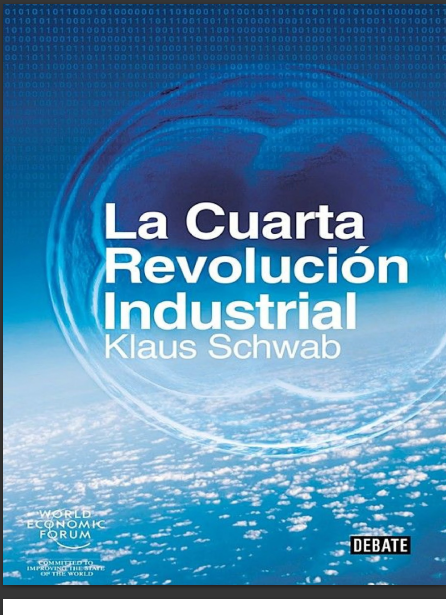 La Cuarta
Revolución
Industrial
Klaus Schwab
WORLD
ECONOMIC
FORUM
COMMITTED TO
IMPROVING THE STATE
OF THE WORLD
DEBATE